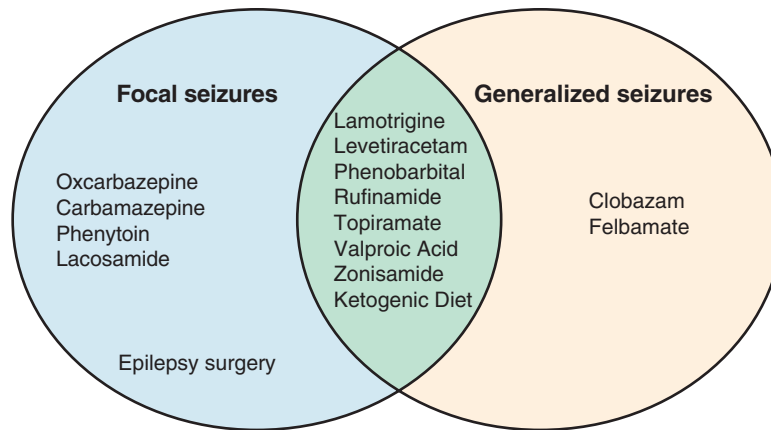 Focal seizures
Oxcarbazepine
Carbamazepine
Phenytoin
Lacosamide
Epilepsy surgery
Lamotrigine
Levetiracetam
Phenobarbital
Rufinamide
Topiramate
Valproic Acid
Zonisamide
Ketogenic Diet
Generalized seizures
Clobazam
Felbamate